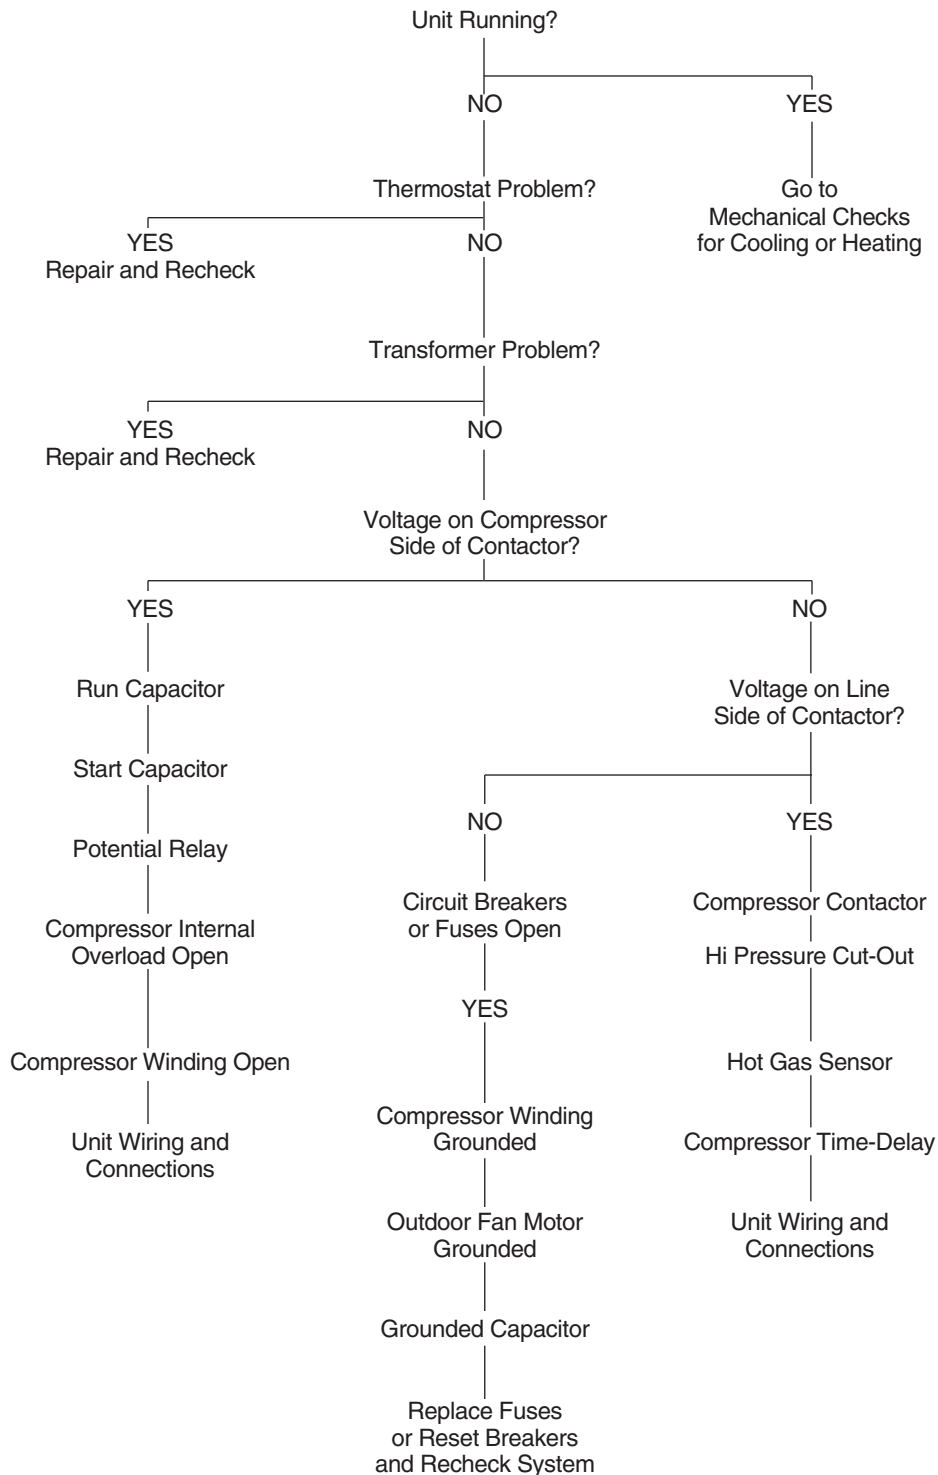 Unit Running?
NO
YES
Thermostat Problem?
Go to
Mechanical Checks
for Cooling or Heating
YES
Repair and Recheck
NO
Transformer Problem?
YES
Repair and Recheck
NO
Voltage on Compressor
Side of Contactor?
YES
NO
Run Capacitor
Start Capacitor
Potential Relay
Compressor Internal
Overload Open
Compressor Winding Open
Unit Wiring and
Connections
Voltage on Line
Side of Contactor?
NO
YES
Circuit Breakers
or Fuses Open
YES
Compressor Winding
Grounded
Outdoor Fan Motor
Grounded
Grounded Capacitor
Replace Fuses
or Reset Breakers
and Recheck System
Compressor Contactor
Hi Pressure Cut-Out
Hot Gas Sensor
Compressor Time-Delay
Unit Wiring and
Connections